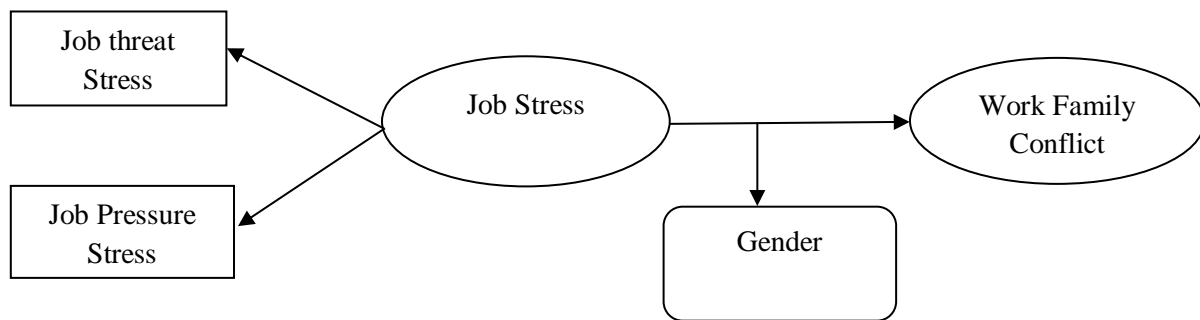 Job threat
Stress
Job Stress
Work Family
Conflict
Job Pressure
Stress
Gender